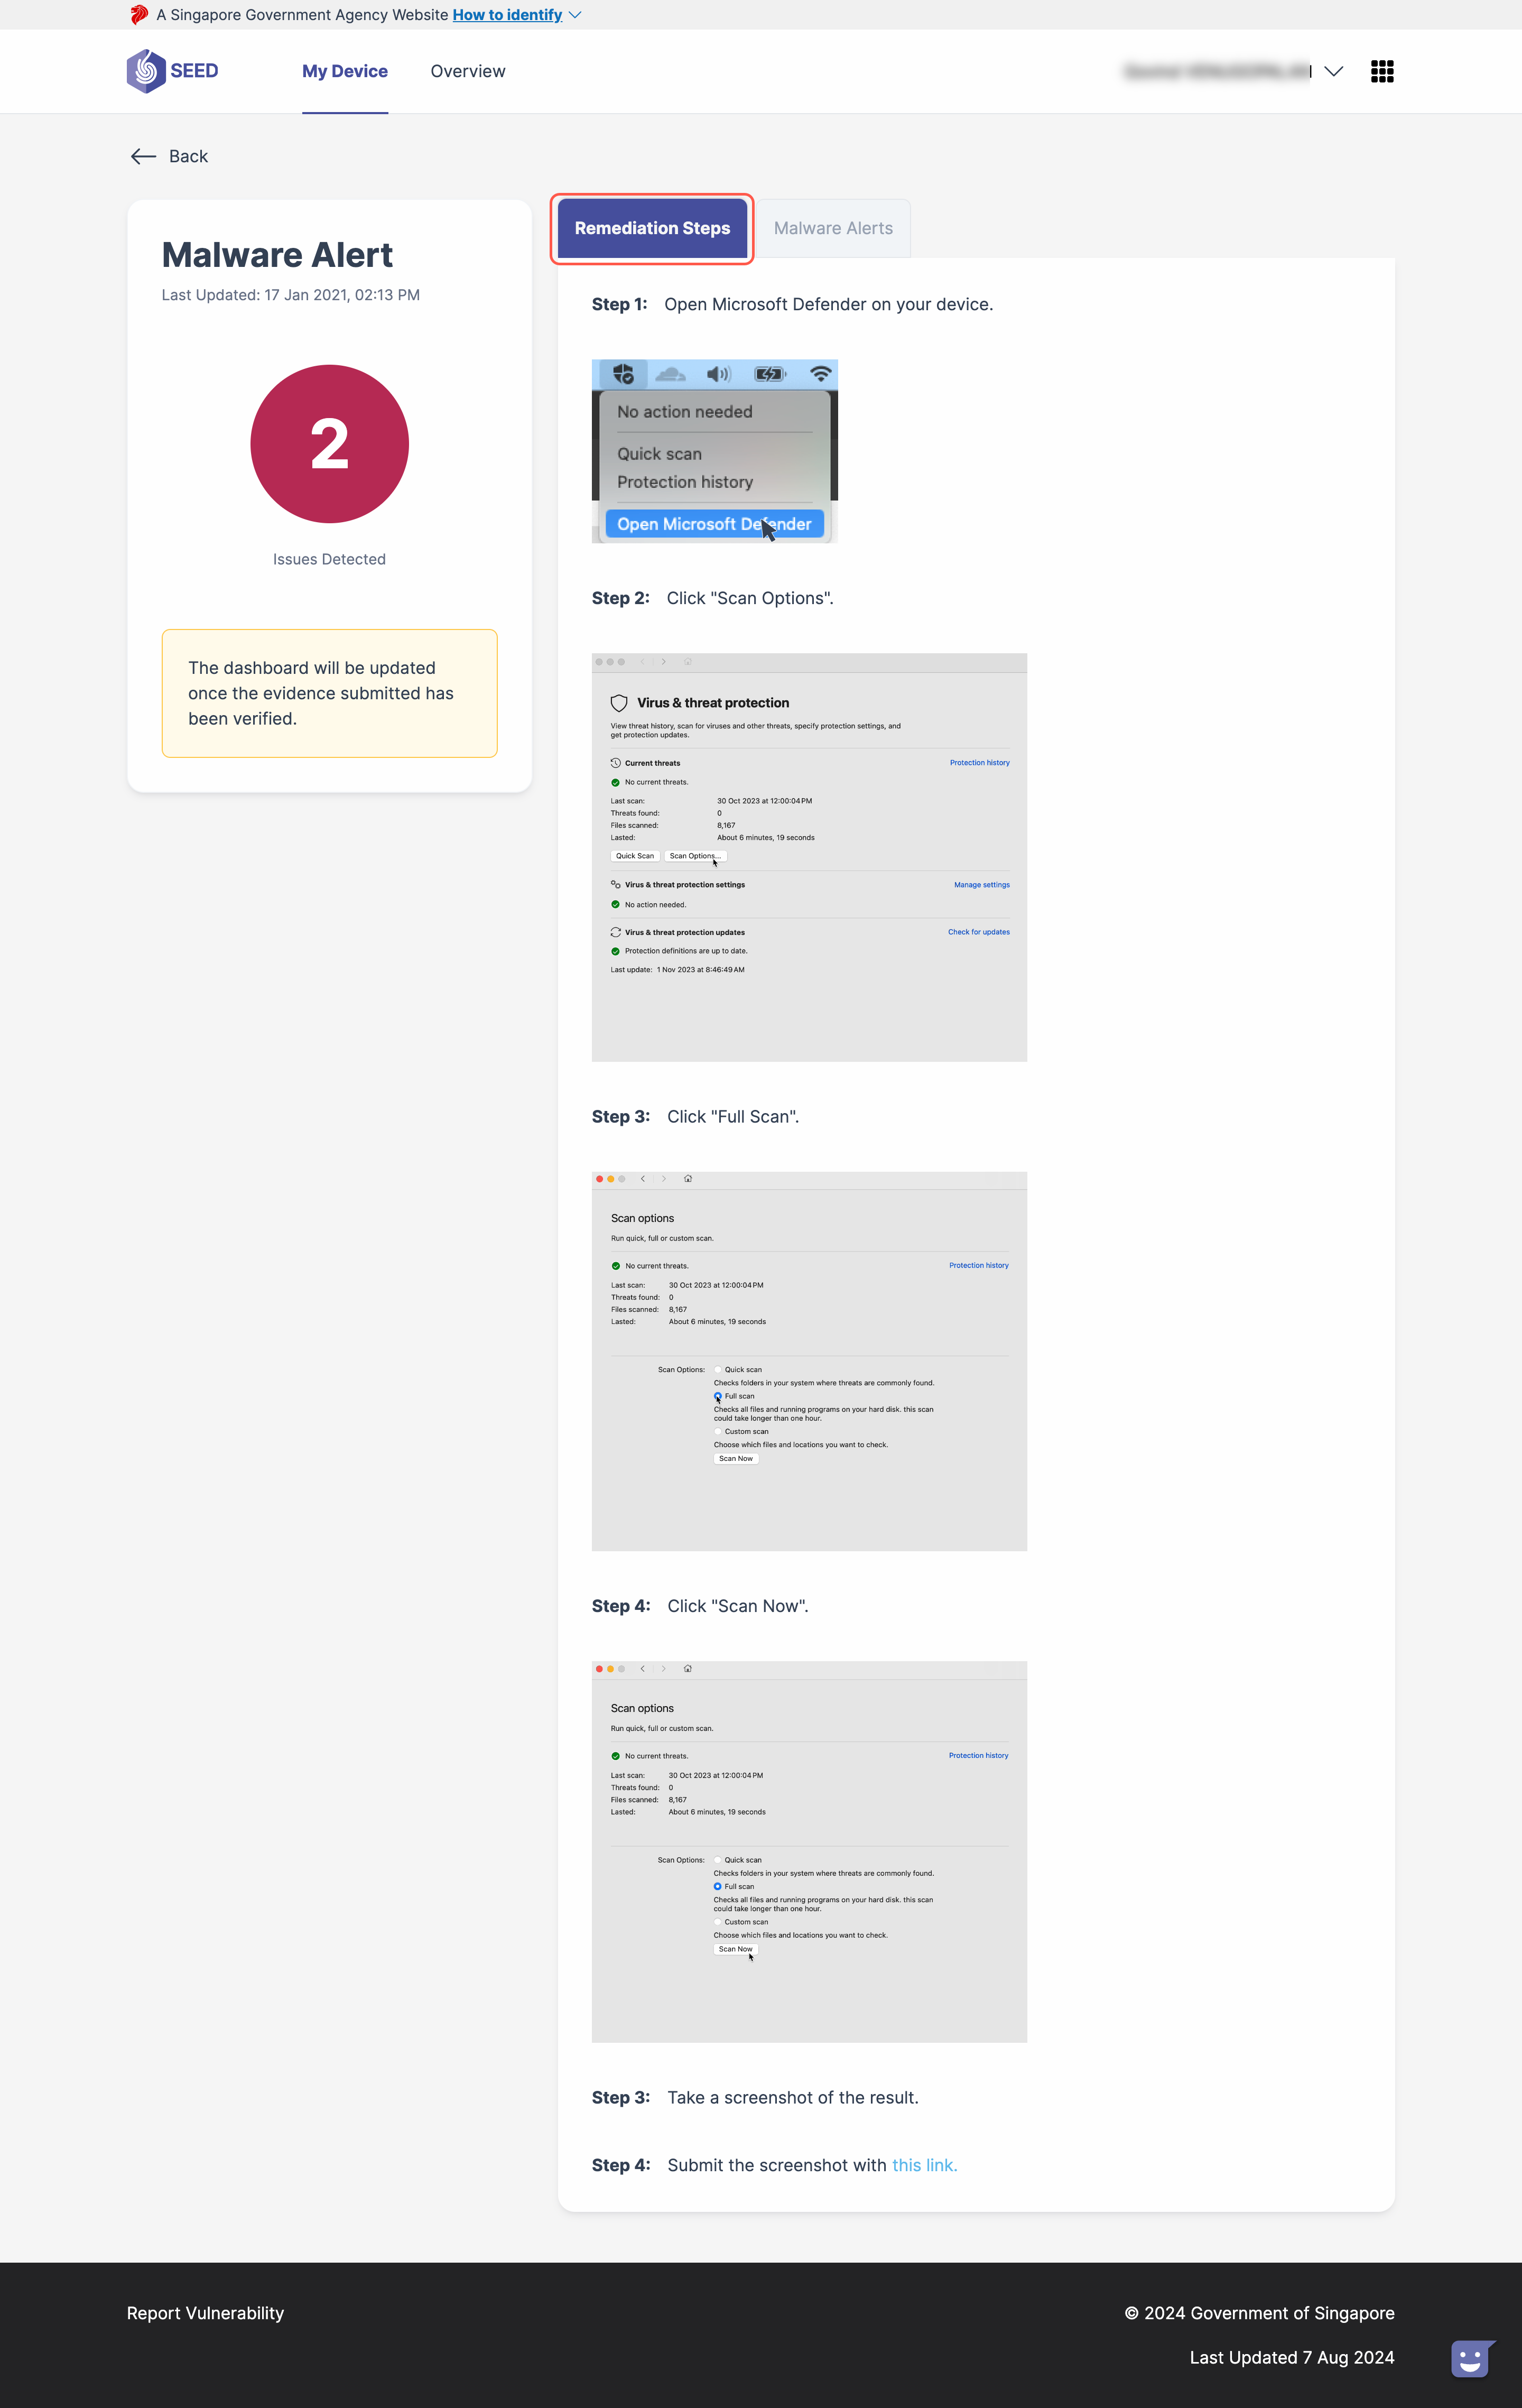 A Singapore Government Agency Website How to identify
SEED
My Device
Overview
Back
Malware Alert
Last Updated: 17 Jan 2021, 02:13 PM
2
Issues Detected
The dashboard will be updated
once the evidence submitted has
been verified.
Remediation Steps
Malware Alerts
Step 1: Open Microsoft Defender on your device.
No action needed
Quick scan
Protection history
Open Microsoft Defender
Step 2: Click "Scan Options".
Virus & threat protection
View threat history, scan for viruses and other threats, specify protection settings, and
get protection updates.
Current threats
Protection history
No current threats.
Last scan: 30 Oct 2023 at 12:00:04 PM
Threats found: 0
Files scanned: 8,167
Lasted: About 6 minutes, 19 seconds
Quick Scan
Scan Options...
Virus & threat protection settings
Manage settings
No action needed.
Virus & threat protection updates
Check for updates
Protection definitions are up to date.
Last update: 1 Nov 2023 at 8:46:49 AM
Step 3: Click "Full Scan".
Scan options
Run quick, full or custom scan.
No current threats.
Protection history
Last scan: 30 Oct 2023 at 12:00:04 PM
Threats found: 0
Files scanned: 8,167
Lasted: About 6 minutes, 19 seconds
Scan Options: Quick scan
Checks folders in your system where threats are commonly found.
Full scan
Checks all files and running programs on your hard disk. this scan
could take longer than one hour.
Custom scan
Choose which files and locations you want to check.
Scan Now
Step 4: Click "Scan Now".
Scan options
Run quick, full or custom scan.
No current threats.
Protection history
Last scan: 30 Oct 2023 at 12:00:04 PM
Threats found: 0
Files scanned: 8,167
Lasted: About 6 minutes, 19 seconds
Scan Options: Quick scan
Checks folders in your system where threats are commonly found.
Full scan
Checks all files and running programs on your hard disk. this scan
could take longer than one hour.
Custom scan
Choose which files and locations you want to check.
Scan Now
Step 3: Take a screenshot of the result.
Step 4: Submit the screenshot with this link.
Report Vulnerability
© 2024 Government of Singapore
Last Updated 7 Aug 2024